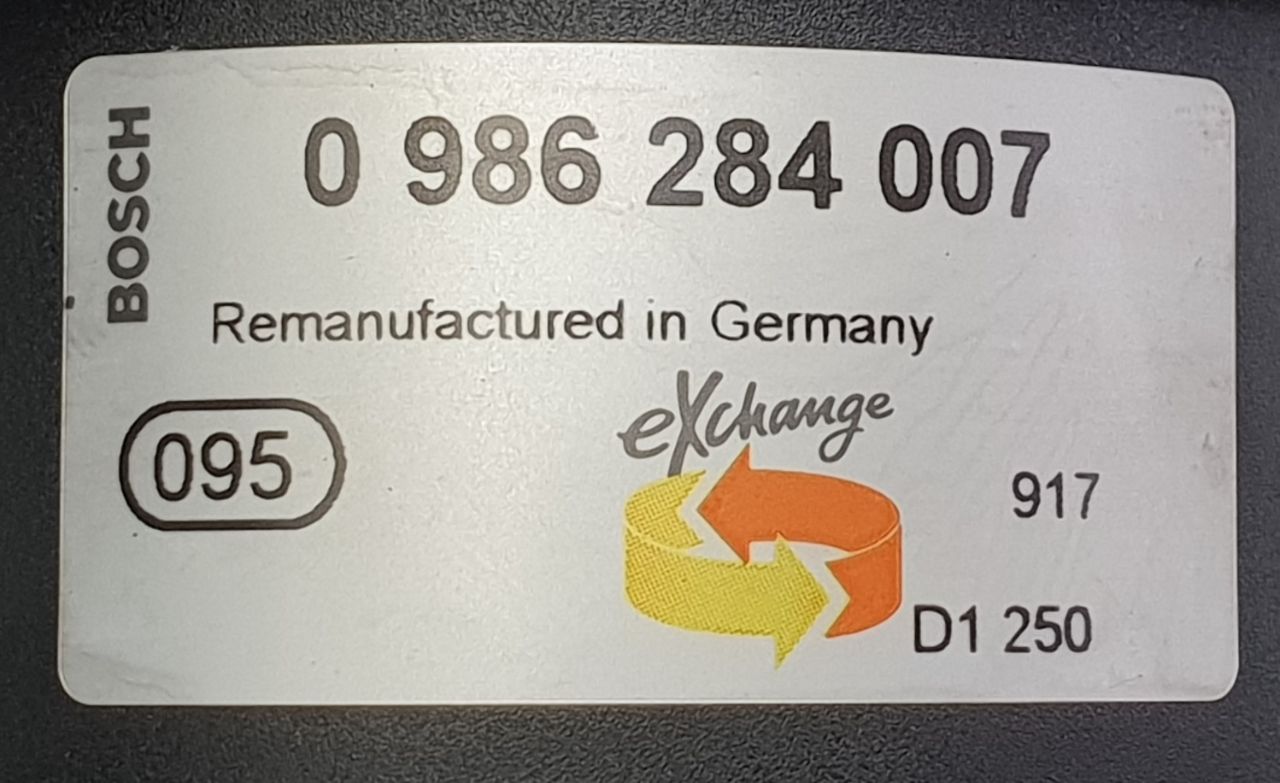 BOSCH
0 986 284 007
Remanufactured in Germany
eXchange
095
917
D1 250